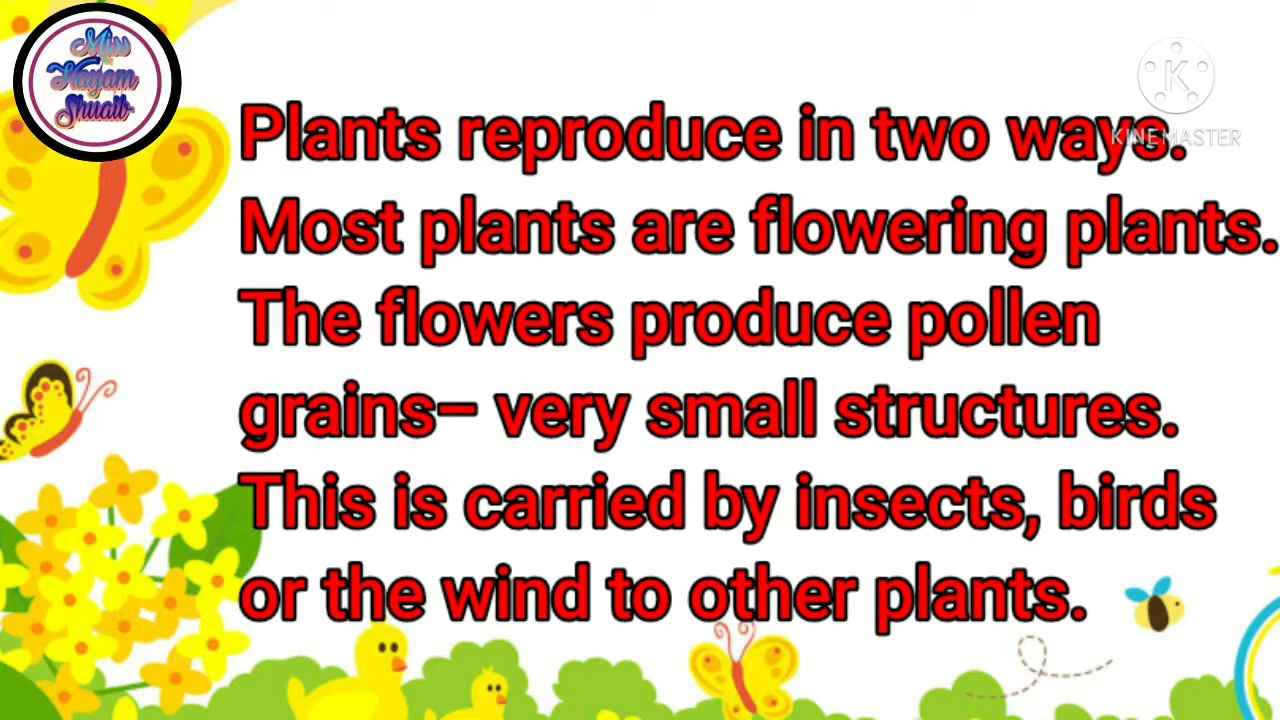 Miss
Hayam
Shuaib
KINEMASTER
Plants reproduce in two ways.
Most plants are flowering plants.
The flowers produce pollen
grains– very small structures.
This is carried by insects, birds
or the wind to other plants.